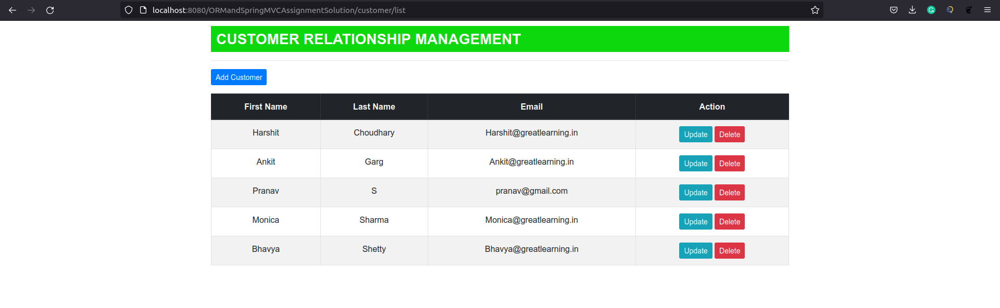 localhost:8080/ORMandSpringMVCAssignmentSolution/customer/list
CUSTOMER RELATIONSHIP MANAGEMENT
Add Customer
First Name Last Name Email Action
Harshit Choudhary Harshit@greatlearning.in Update Delete
Ankit Garg Ankit@greatlearning.in Update Delete
Pranav S pranav@gmail.com Update Delete
Monica Sharma Monica@greatlearning.in Update Delete
Bhavya Shetty Bhavya@greatlearning.in Update Delete